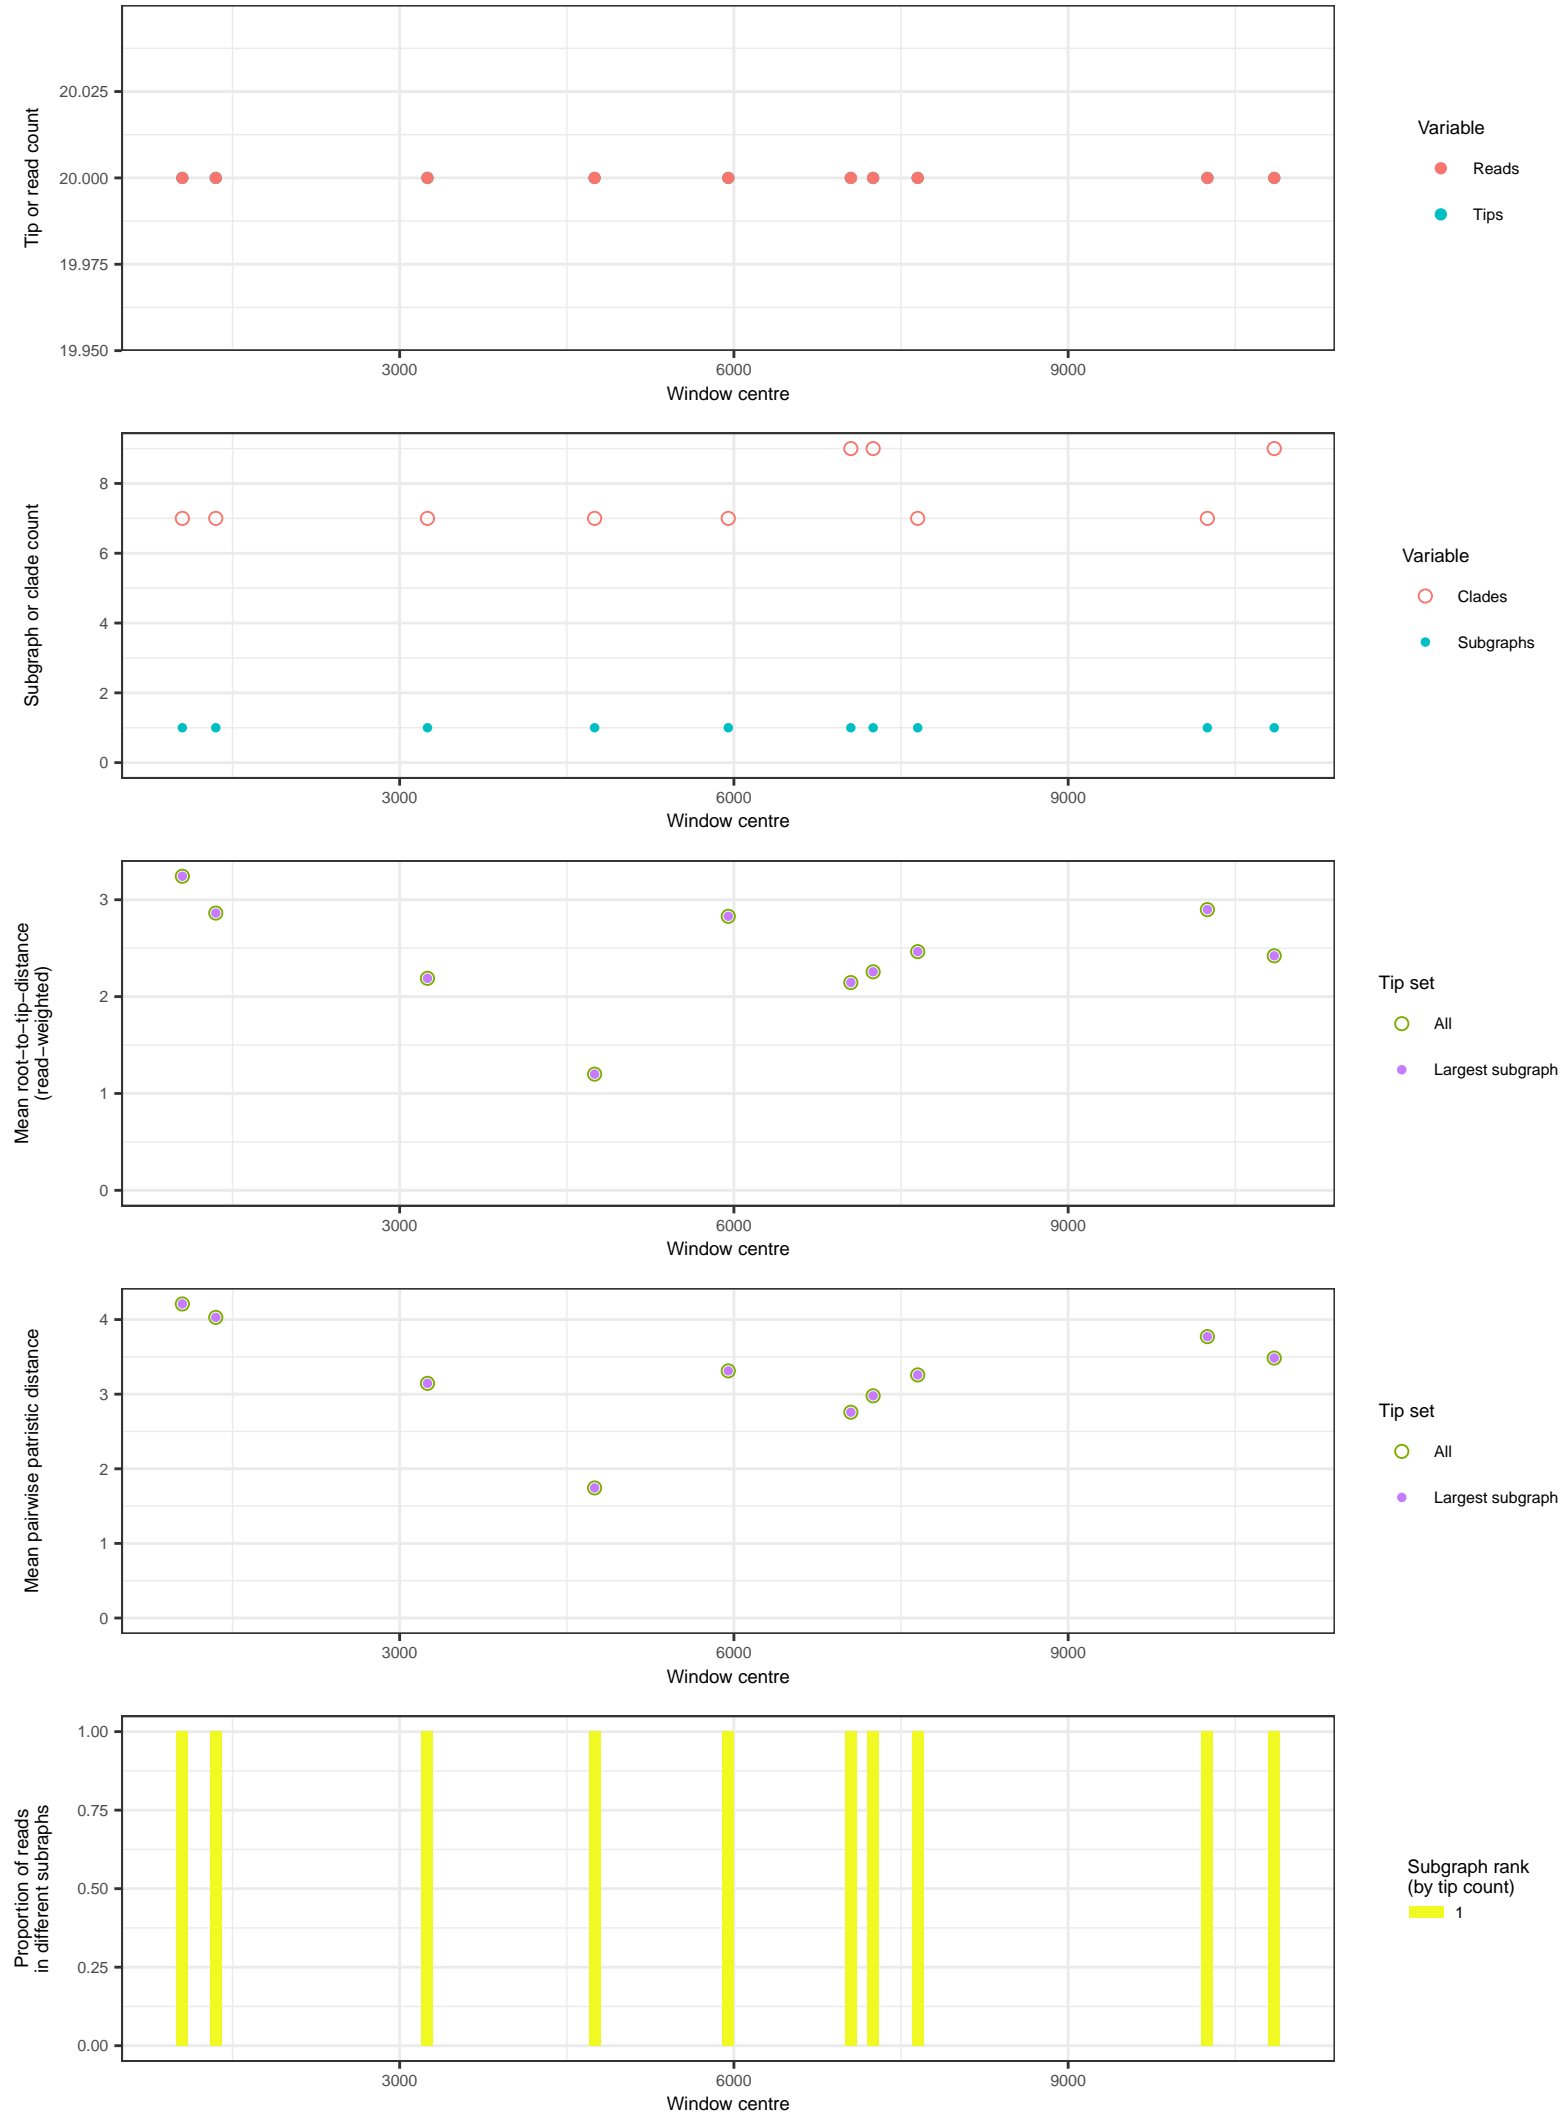 Tip or read count
20.025
20.000
19.975
19.950
3000
6000
9000
Window centre
Variable
Reads
Tips
Subgraph or clade count
8
6
4
2
0
3000
6000
9000
Window centre
Variable
Clades
Subgraphs
Mean root−to−tip−distance
(read−weighted)
3
2
1
0
3000
6000
9000
Window centre
Tip set
All
Largest subgraph
Mean pairwise patristic distance
4
3
2
1
0
3000
6000
9000
Window centre
Tip set
All
Largest subgraph
Proportion of reads
in different subraphs
1.00
0.75
0.50
0.25
0.00
3000
6000
9000
Window centre
Subgraph rank
(by tip count)
1